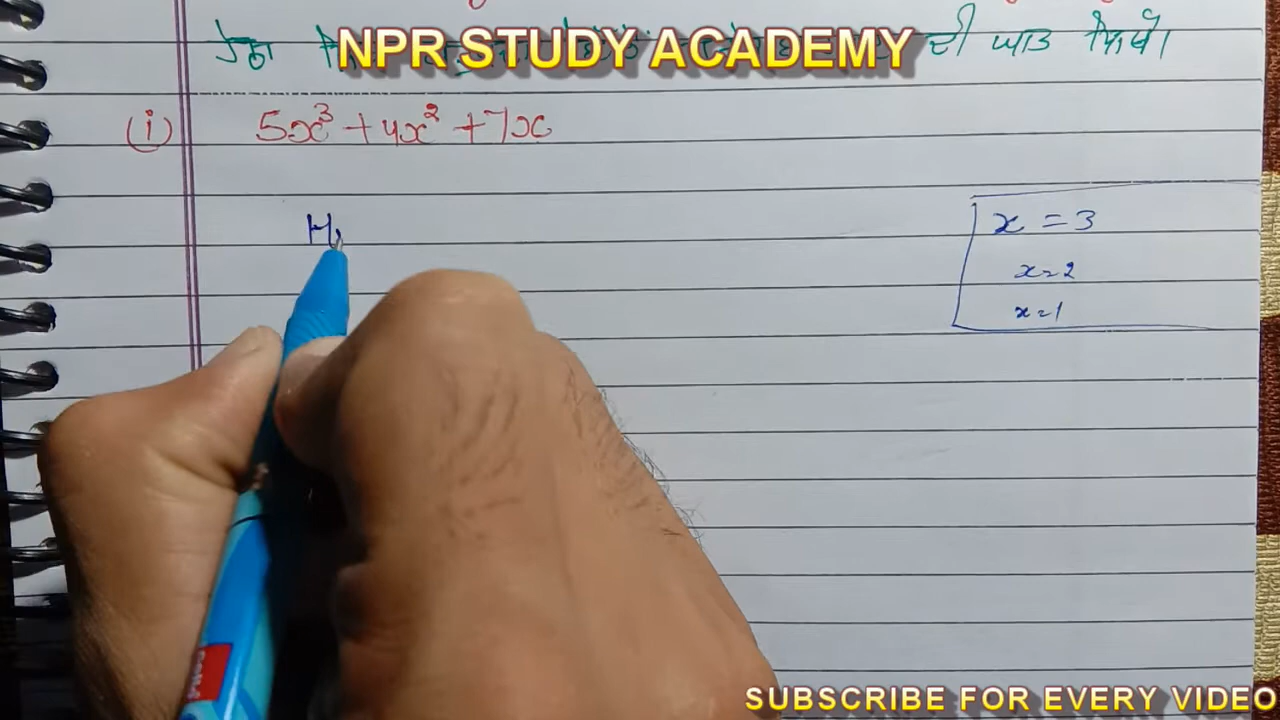 NPR STUDY ACADEMY
ਦੀ ਘਾਤ ਲਿਖੋ।
(i) 5x³ + 4x² + 7x
H
x = 3
x = 2
x = 1
SUBSCRIBE FOR EVERY VIDEO